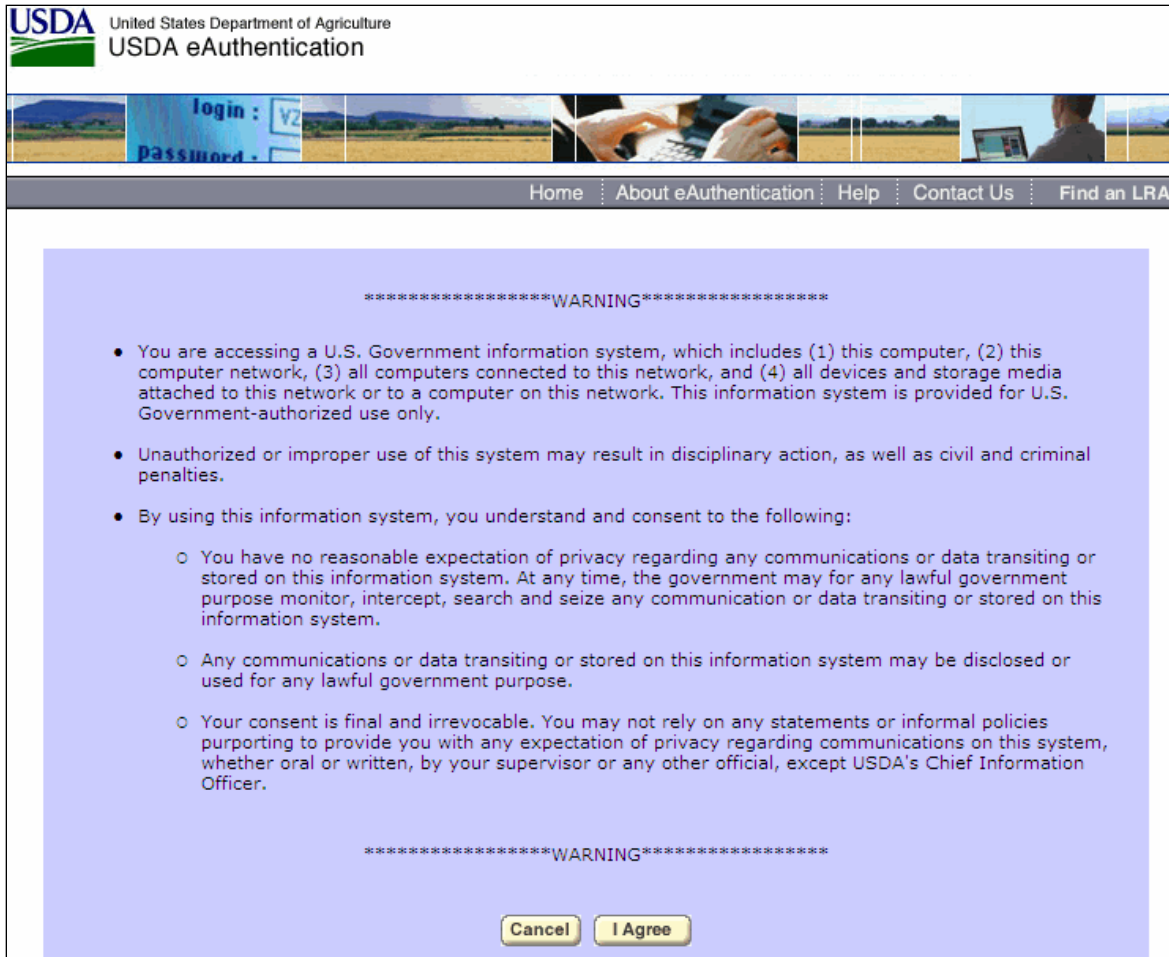 USDA
United States Department of Agriculture
USDA eAuthentication
login : VZ
password :
Home About eAuthentication Help Contact Us Find an LRA
*****************WARNING*****************
● You are accessing a U.S. Government information system, which includes (1) this computer, (2) this
computer network, (3) all computers connected to this network, and (4) all devices and storage media
attached to this network or to a computer on this network. This information system is provided for U.S.
Government-authorized use only.
● Unauthorized or improper use of this system may result in disciplinary action, as well as civil and criminal
penalties.
● By using this information system, you understand and consent to the following:
○ You have no reasonable expectation of privacy regarding any communications or data transiting or
stored on this information system. At any time, the government may for any lawful government
purpose monitor, intercept, search and seize any communication or data transiting or stored on this
information system.
○ Any communications or data transiting or stored on this information system may be disclosed or
used for any lawful government purpose.
○ Your consent is final and irrevocable. You may not rely on any statements or informal policies
purporting to provide you with any expectation of privacy regarding communications on this system,
whether oral or written, by your supervisor or any other official, except USDA's Chief Information
Officer.
*****************WARNING*****************
Cancel I Agree